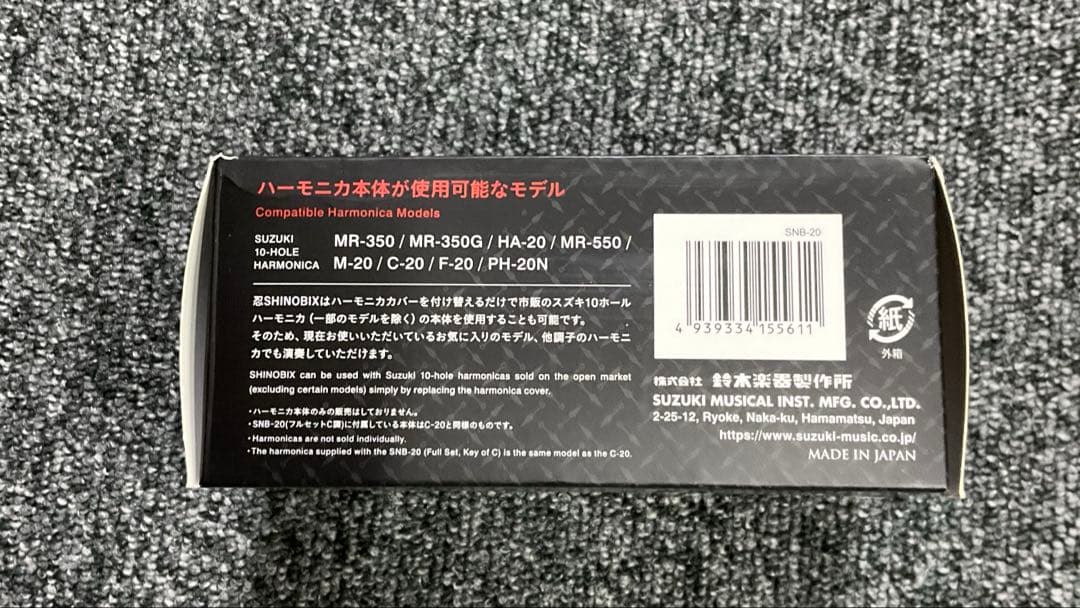 ハーモニカ本体が使用可能なモデル
Compatible Harmonica Models
SUZUKI
10-HOLE
HARMONICA
MR-350 / MR-350G / HA-20 / MR-550 /
M-20 / C-20 / F-20 / PH-20N
忍SHINOBIXはハーモニカカバーを付け替えるだけで市販のスズキ10ホール
ハーモニカ（一部のモデルを除く）の本体を使用することも可能です。
そのため、現在お使いいただいているお気に入りのモデル、他調子のハーモニ
カでも演奏していただけます。
SHINOBIX can be used with Suzuki 10-hole harmonicas sold on the open market
(excluding certain models) simply by replacing the harmonica cover.
・ハーモニカ本体のみの販売はしておりません。
・SNB-20(フルセットC調)に付属している本体はC-20と同様のものです。
・Harmonicas are not sold individually.
・The harmonica supplied with the SNB-20 (Full Set, Key of C) is the same model as the C-20.
SNB-20
4 939334 155611
紙
外箱
株式会社 鈴木楽器製作所
SUZUKI MUSICAL INST. MFG. CO.,LTD.
2-25-12, Ryoke, Naka-ku, Hamamatsu, Japan
https://www.suzuki-music.co.jp/
MADE IN JAPAN